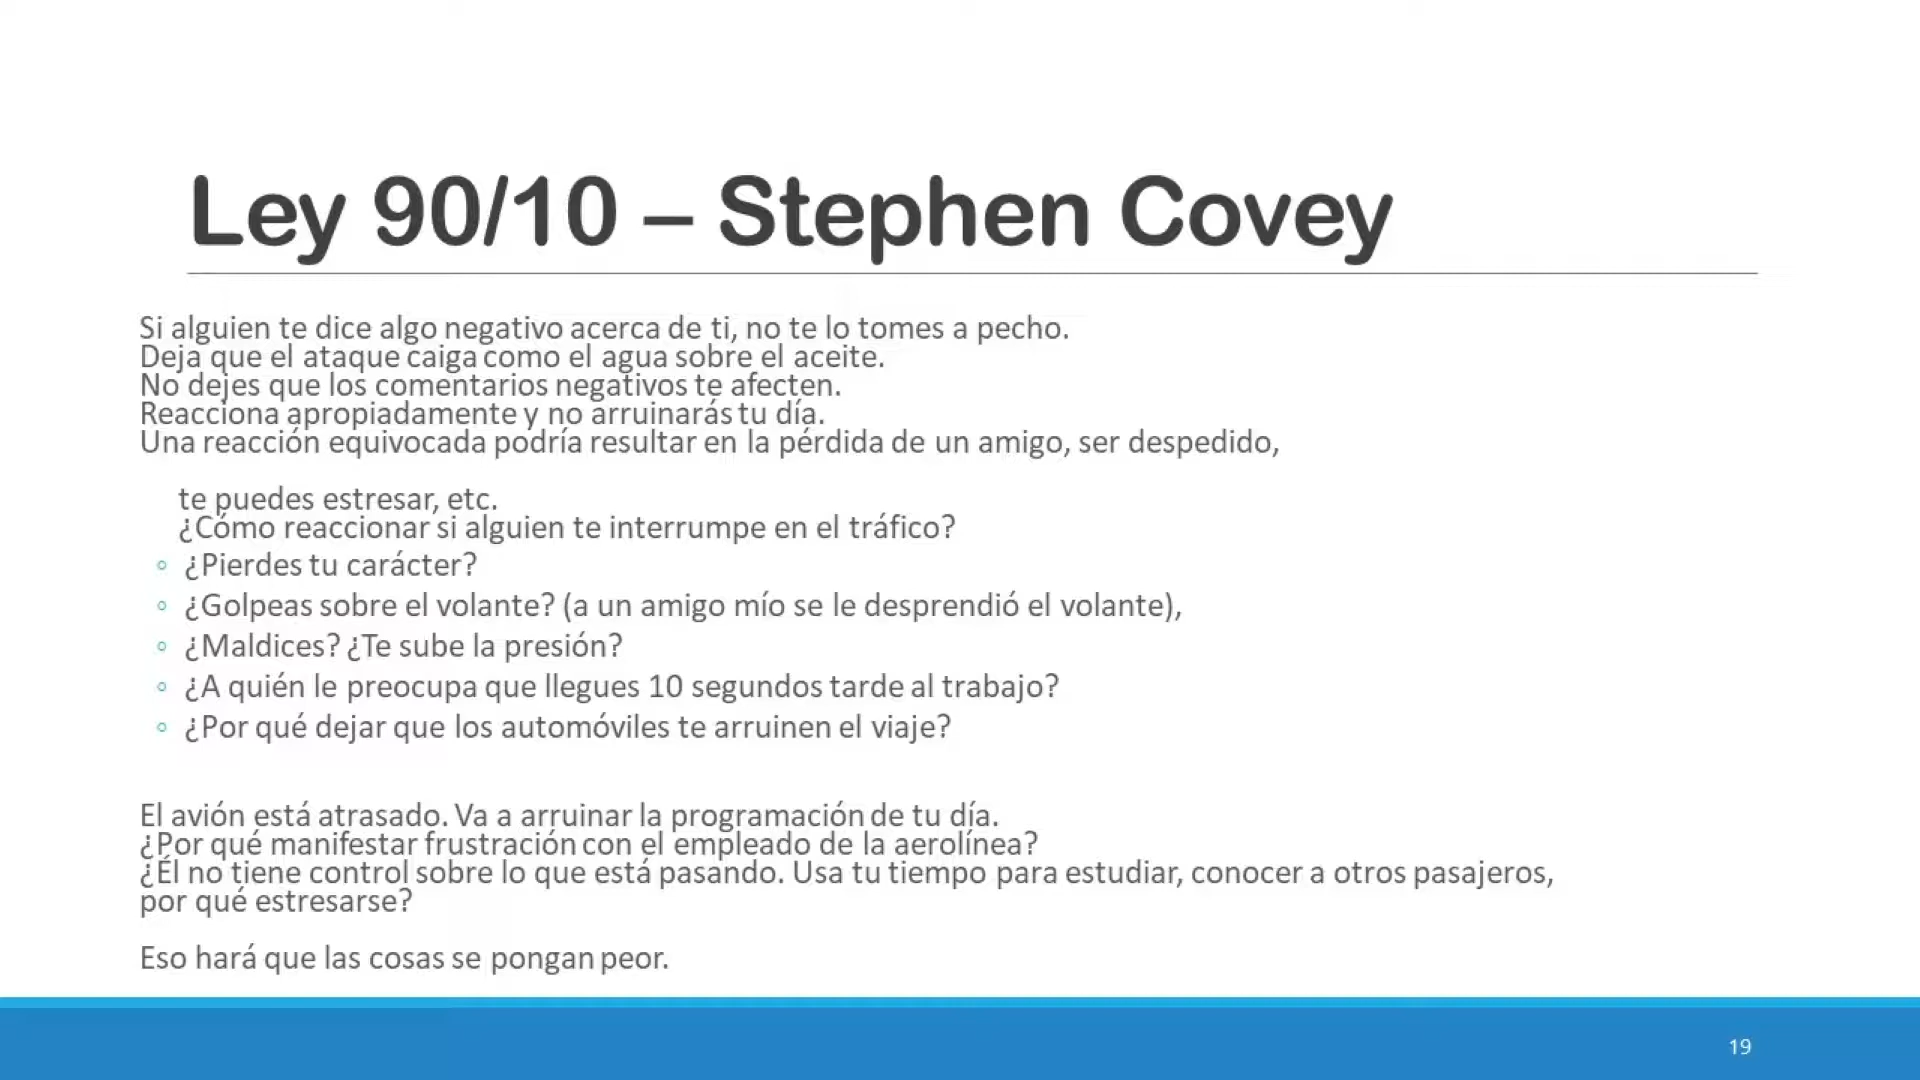 Ley 90/10 – Stephen Covey
Si alguien te dice algo negativo acerca de ti, no te lo tomes a pecho.
Deja que el ataque caiga como el agua sobre el aceite.
No dejes que los comentarios negativos te afecten.
Reacciona apropiadamente y no arruinarás tu día.
Una reacción equivocada podría resultar en la pérdida de un amigo, ser despedido,
te puedes estresar, etc.
¿Cómo reaccionar si alguien te interrumpe en el tráfico?
◦ ¿Pierdes tu carácter?
◦ ¿Golpeas sobre el volante? (a un amigo mío se le desprendió el volante),
◦ ¿Maldices? ¿Te sube la presión?
◦ ¿A quién le preocupa que llegues 10 segundos tarde al trabajo?
◦ ¿Por qué dejar que los automóviles te arruinen el viaje?
El avión está atrasado. Va a arruinar la programación de tu día.
¿Por qué manifestar frustración con el empleado de la aerolínea?
¿Él no tiene control sobre lo que está pasando. Usa tu tiempo para estudiar, conocer a otros pasajeros,
por qué estresarse?
Eso hará que las cosas se pongan peor.
19